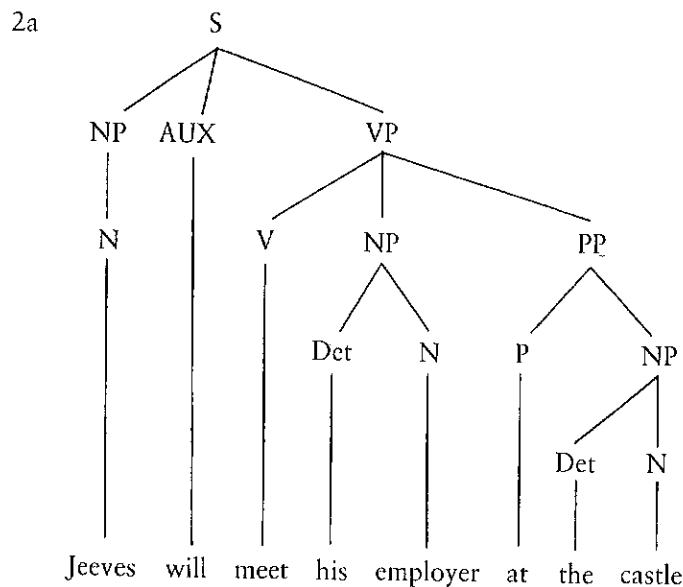 2a
S
NP AUX VP
N V NP PP
Det N P NP
Det N
Jeeves will meet his employer at the castle